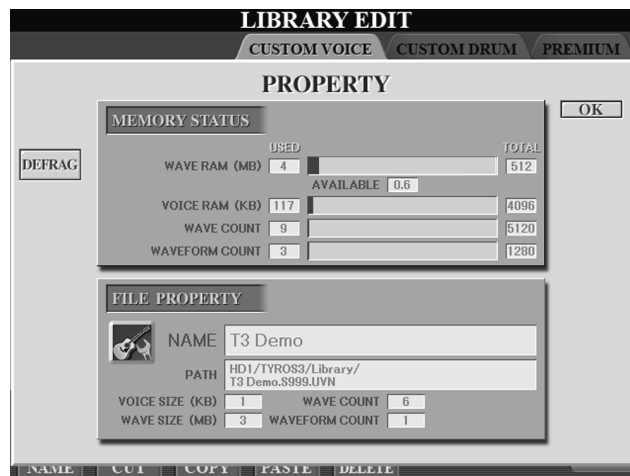 LIBRARY EDIT
CUSTOM VOICE CUSTOM DRUM PREMIUM
PROPERTY
OK
MEMORY STATUS
USED TOTAL
DEFRAG
WAVE RAM (MB) 4 512
AVAILABLE 0.6
VOICE RAM (KB) 117 4096
WAVE COUNT 9 5120
WAVEFORM COUNT 3 1280
FILE PROPERTY
NAME T3 Demo
PATH HD1/TYROS3/Library/
T3 Demo.S999.UVN
VOICE SIZE (KB) 1 WAVE COUNT 6
WAVE SIZE (MB) 3 WAVEFORM COUNT 1
NAME CUT COPY PASTE DELETE